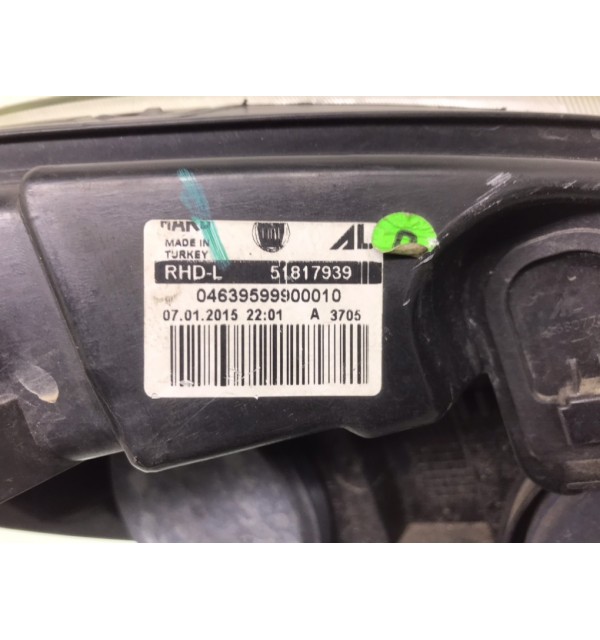 MADE IN
TURKEY
AL
RHD-L 51817939
04639599900010
07.01.2015 22:01 A 3705